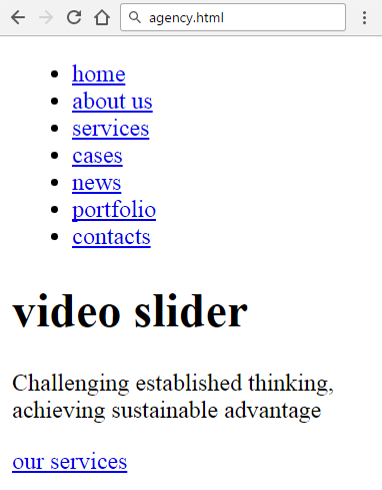 agency.html
home
about us
services
cases
news
portfolio
contacts
video slider
Challenging established thinking,
achieving sustainable advantage
our services